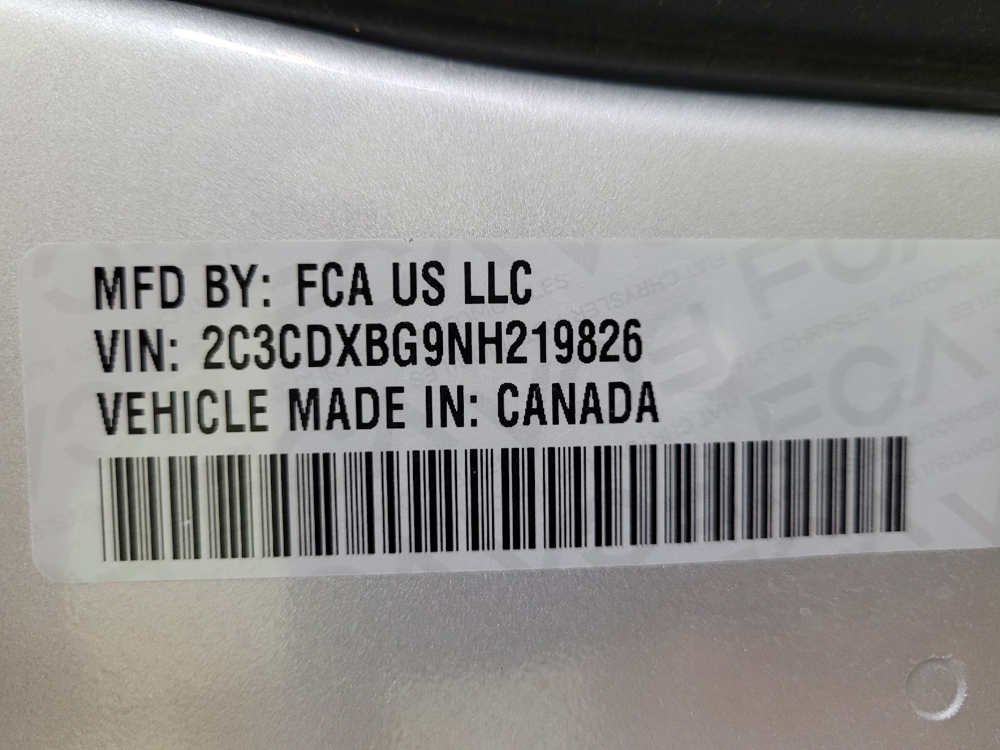 MFD BY: FCA US LLC
VIN: 2C3CDXBG9NH219826
VEHICLE MADE IN: CANADA